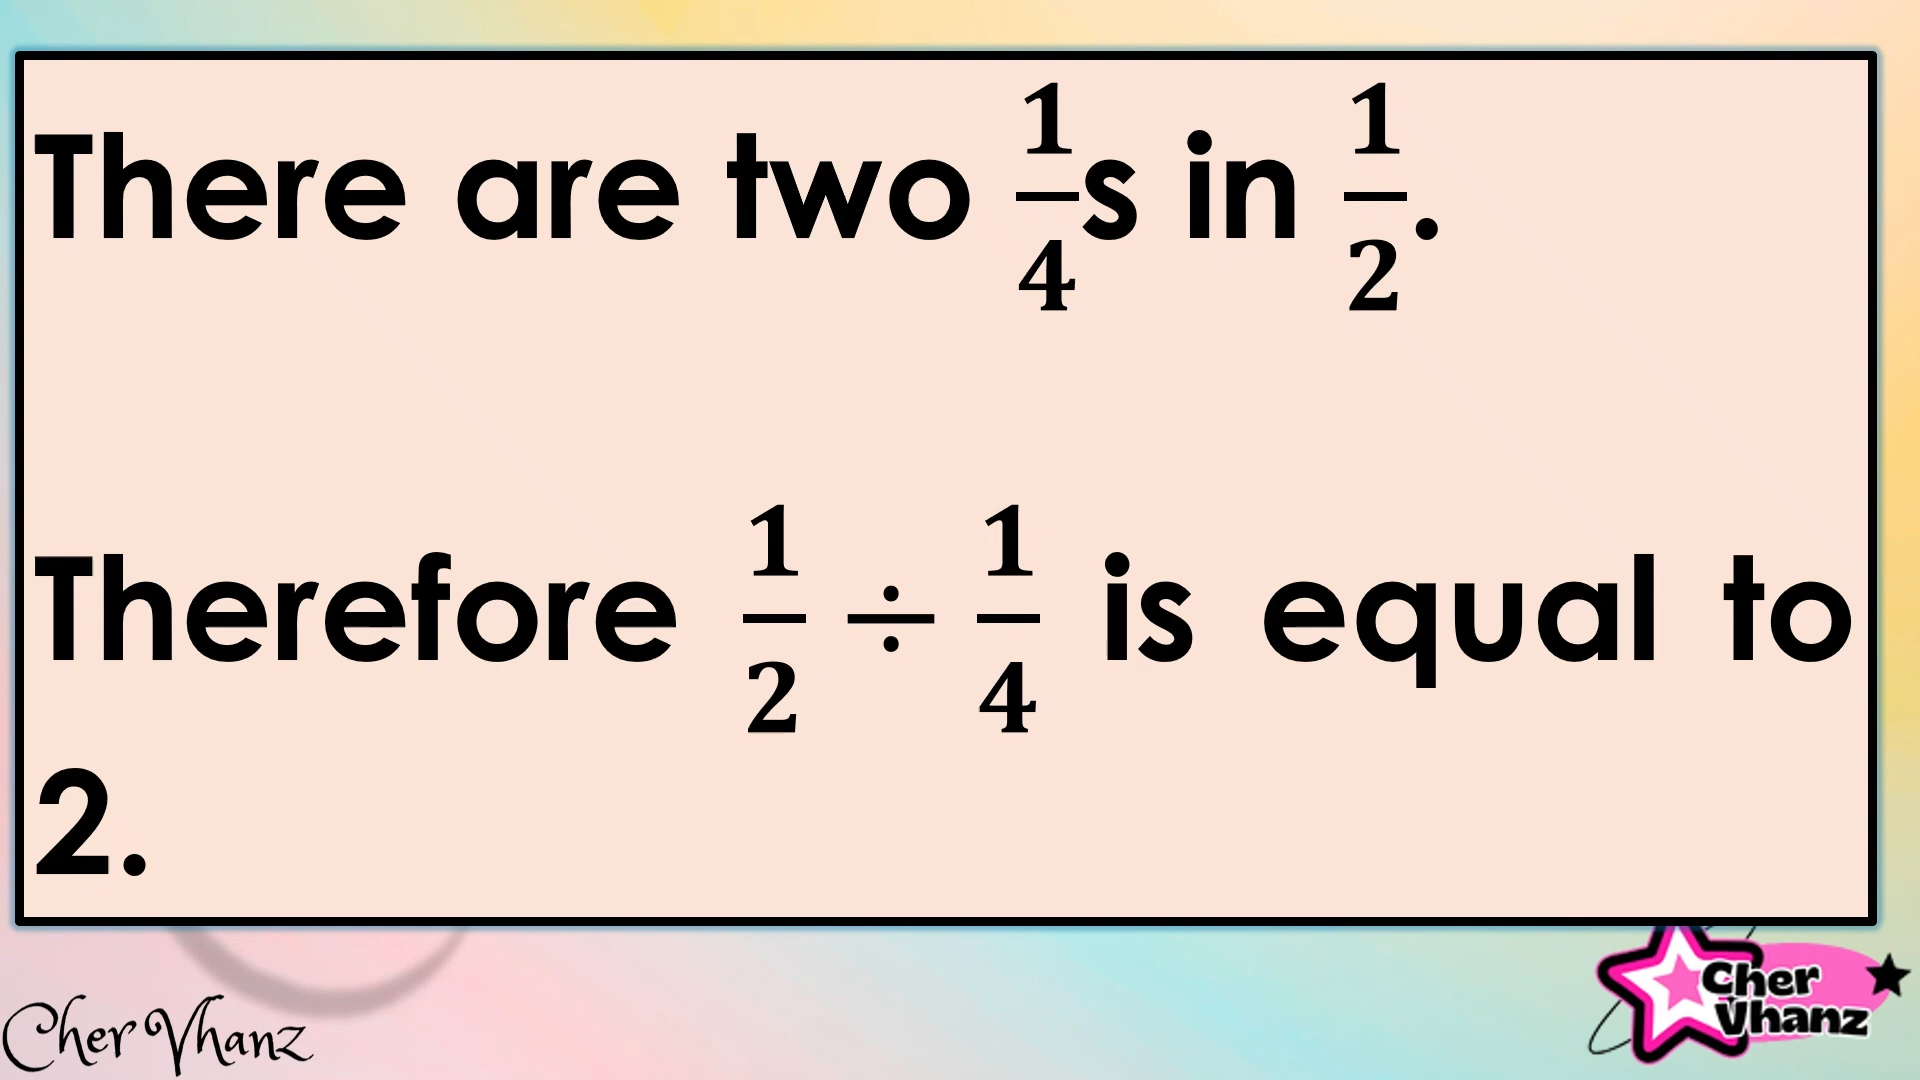 There are two 1/4s in 1/2.
Therefore 1/2 ÷ 1/4 is equal to
2.
Cher Vhanz
Cher
Vhanz